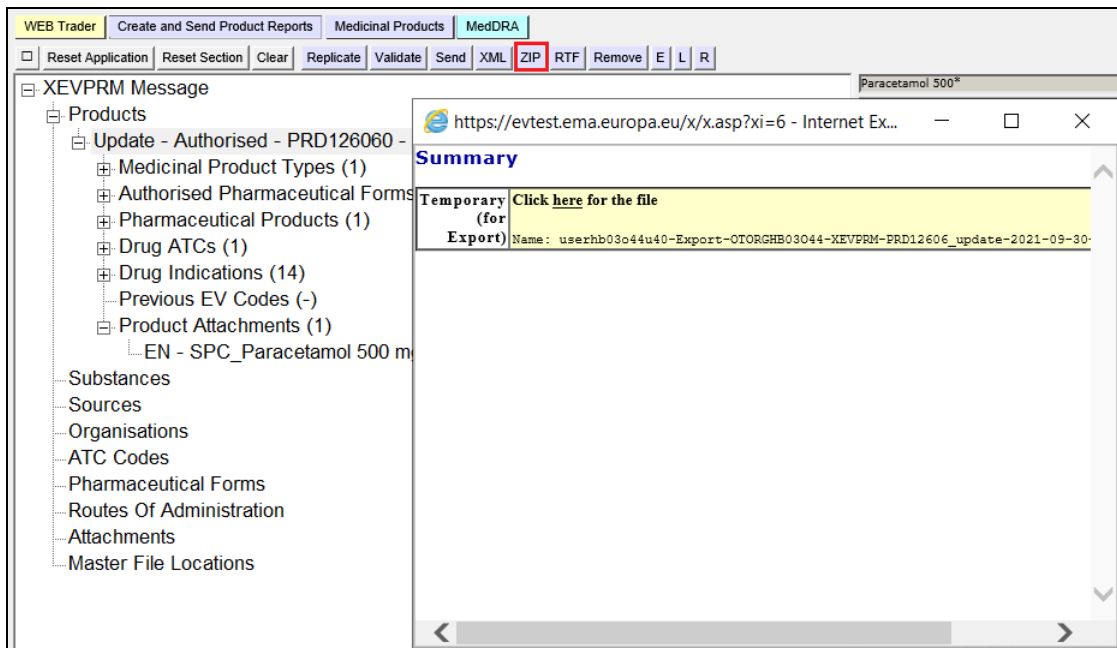 WEB Trader Create and Send Product Reports Medicinal Products MedDRA
Reset Application Reset Section Clear Replicate Validate Send XML ZIP RTF Remove E L R
XEVPRM Message
Paracetamol 500*
Products
Update - Authorised - PRD126060 -
Medicinal Product Types (1)
Authorised Pharmaceutical Forms
Pharmaceutical Products (1)
Drug ATCs (1)
Drug Indications (14)
Previous EV Codes (-)
Product Attachments (1)
EN - SPC_Paracetamol 500 m
Substances
Sources
Organisations
ATC Codes
Pharmaceutical Forms
Routes Of Administration
Attachments
Master File Locations
https://evtest.ema.europa.eu/x/x.asp?xi=6 - Internet Ex...
Summary
Temporary (for Export)
Click here for the file
Name: userhb03o44u40-Export-OTORGHB03O44-XEVPRM-PRD12606_update-2021-09-30-